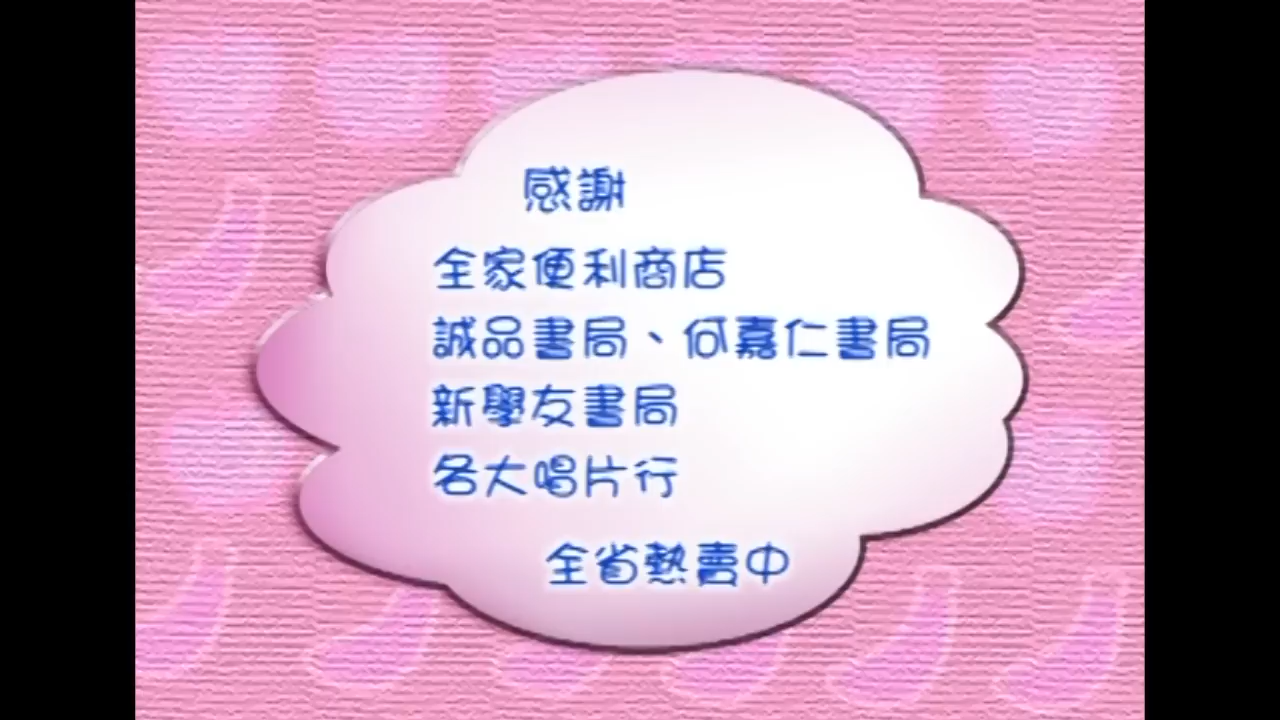 感謝
全家便利商店
誠品書局、何嘉仁書局
新學友書局
各大唱片行
全省熱賣中